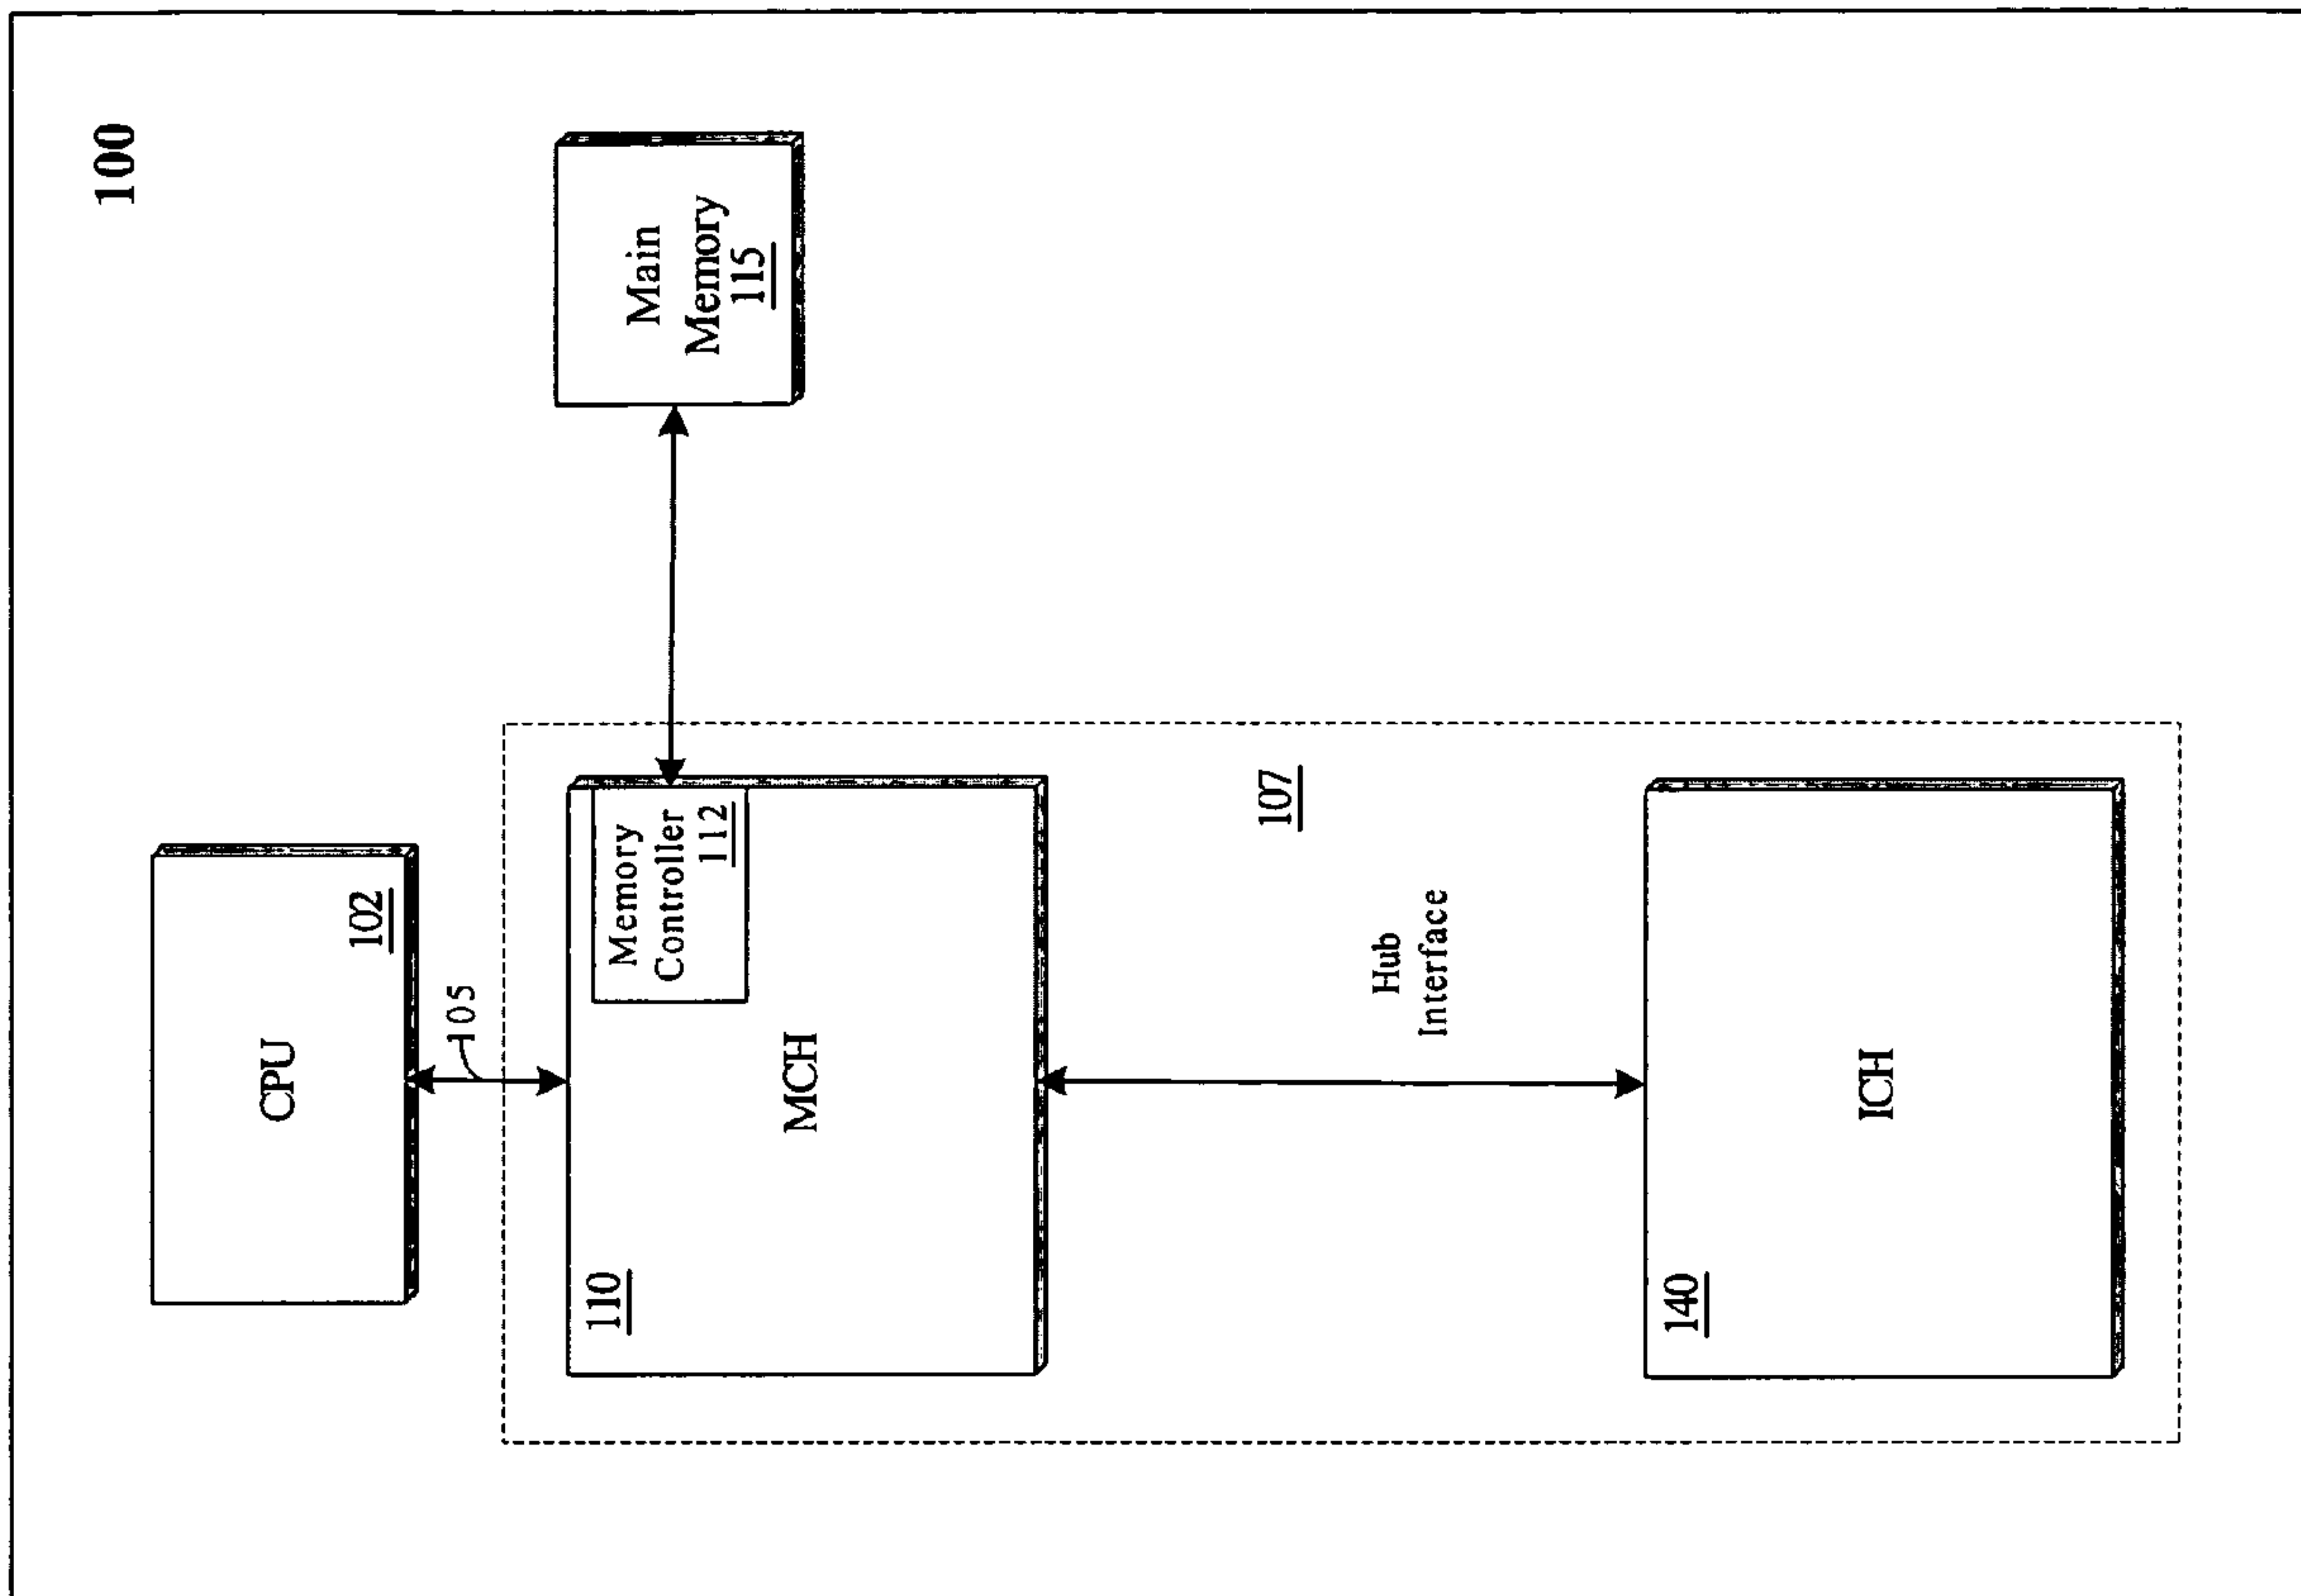 100
CPU
102
105
110
MCH
Memory
Controller
112
Main
Memory
115
107
Hub
Interface
140
ICH